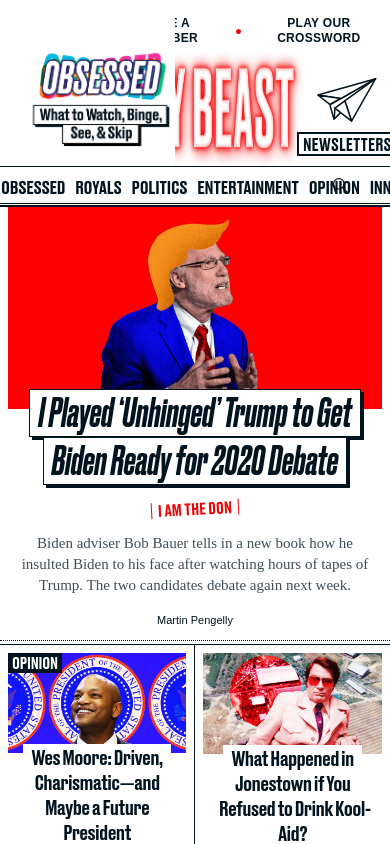 E A
BER
PLAY OUR
CROSSWORD
OBSESSED
What to Watch, Binge,
See, & Skip
Y BEAST
NEWSLETTERS
OBSESSED ROYALS POLITICS ENTERTAINMENT OPINION INN
I Played ‘Unhinged’ Trump to Get
Biden Ready for 2020 Debate
I AM THE DON
Biden adviser Bob Bauer tells in a new book how he
insulted Biden to his face after watching hours of tapes of
Trump. The two candidates debate again next week.
Martin Pengelly
OPINION
Wes Moore: Driven,
Charismatic—and
Maybe a Future
President
What Happened in
Jonestown if You
Refused to Drink Kool-
Aid?